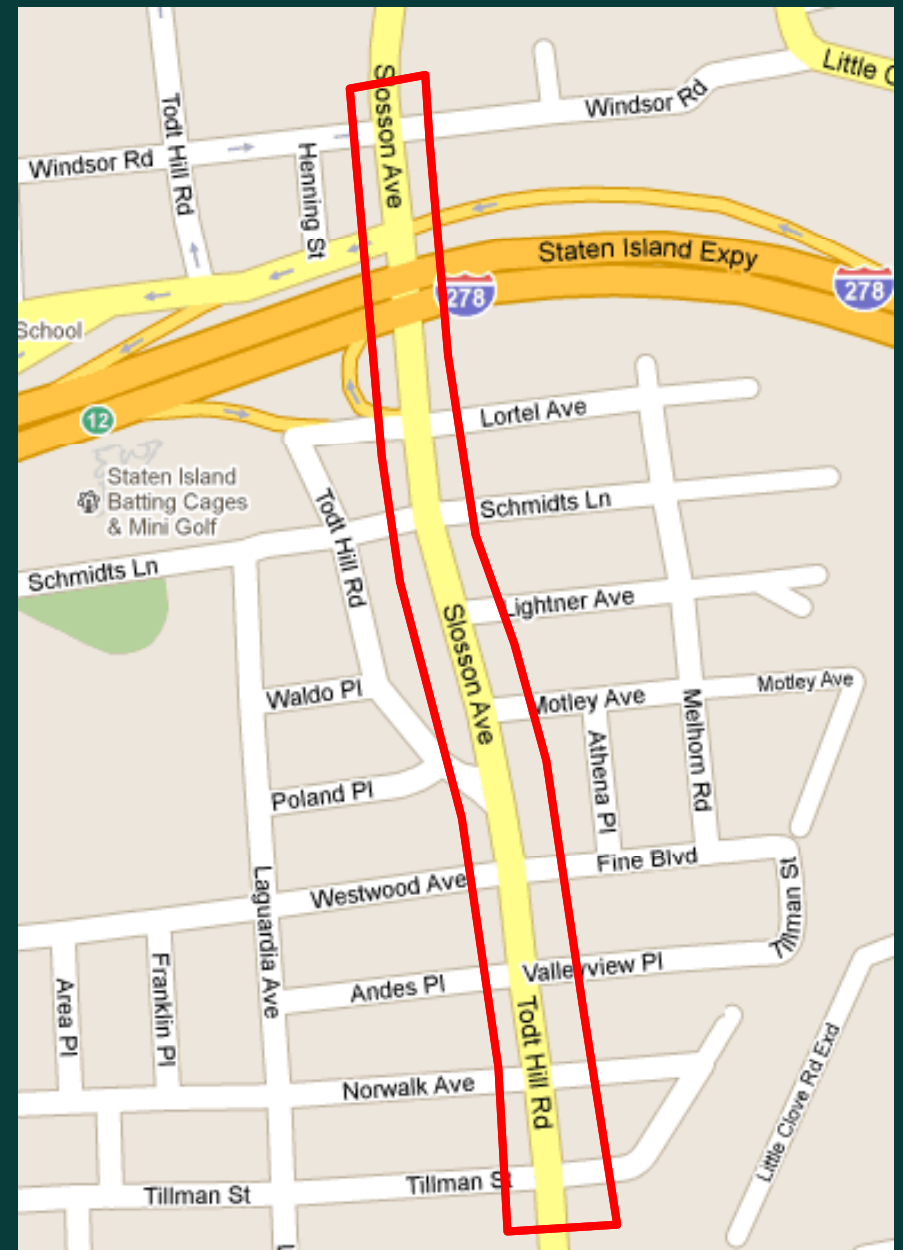 Slosson Ave
Little C
Windsor Rd
Todt Hill Rd
Windsor Rd
Henning St
Staten Island Expy
278
278
School
12
Lortel Ave
Staten Island
Batting Cages
& Mini Golf
Todt Hill Rd
Schmidts Ln
Schmidts Ln
Lightner Ave
Slosson Ave
Waldo Pl
Motley Ave
Motley Ave
Melhorn Rd
Athena Pl
Poland Pl
Fine Blvd
Westwood Ave
Tillman St
Laguardia Ave
Valleyview Pl
Franklin Pl
Area Pl
Andes Pl
Todt Hill Rd
Norwalk Ave
Little Clove Rd Exd
Tillman St
Tillman St
L